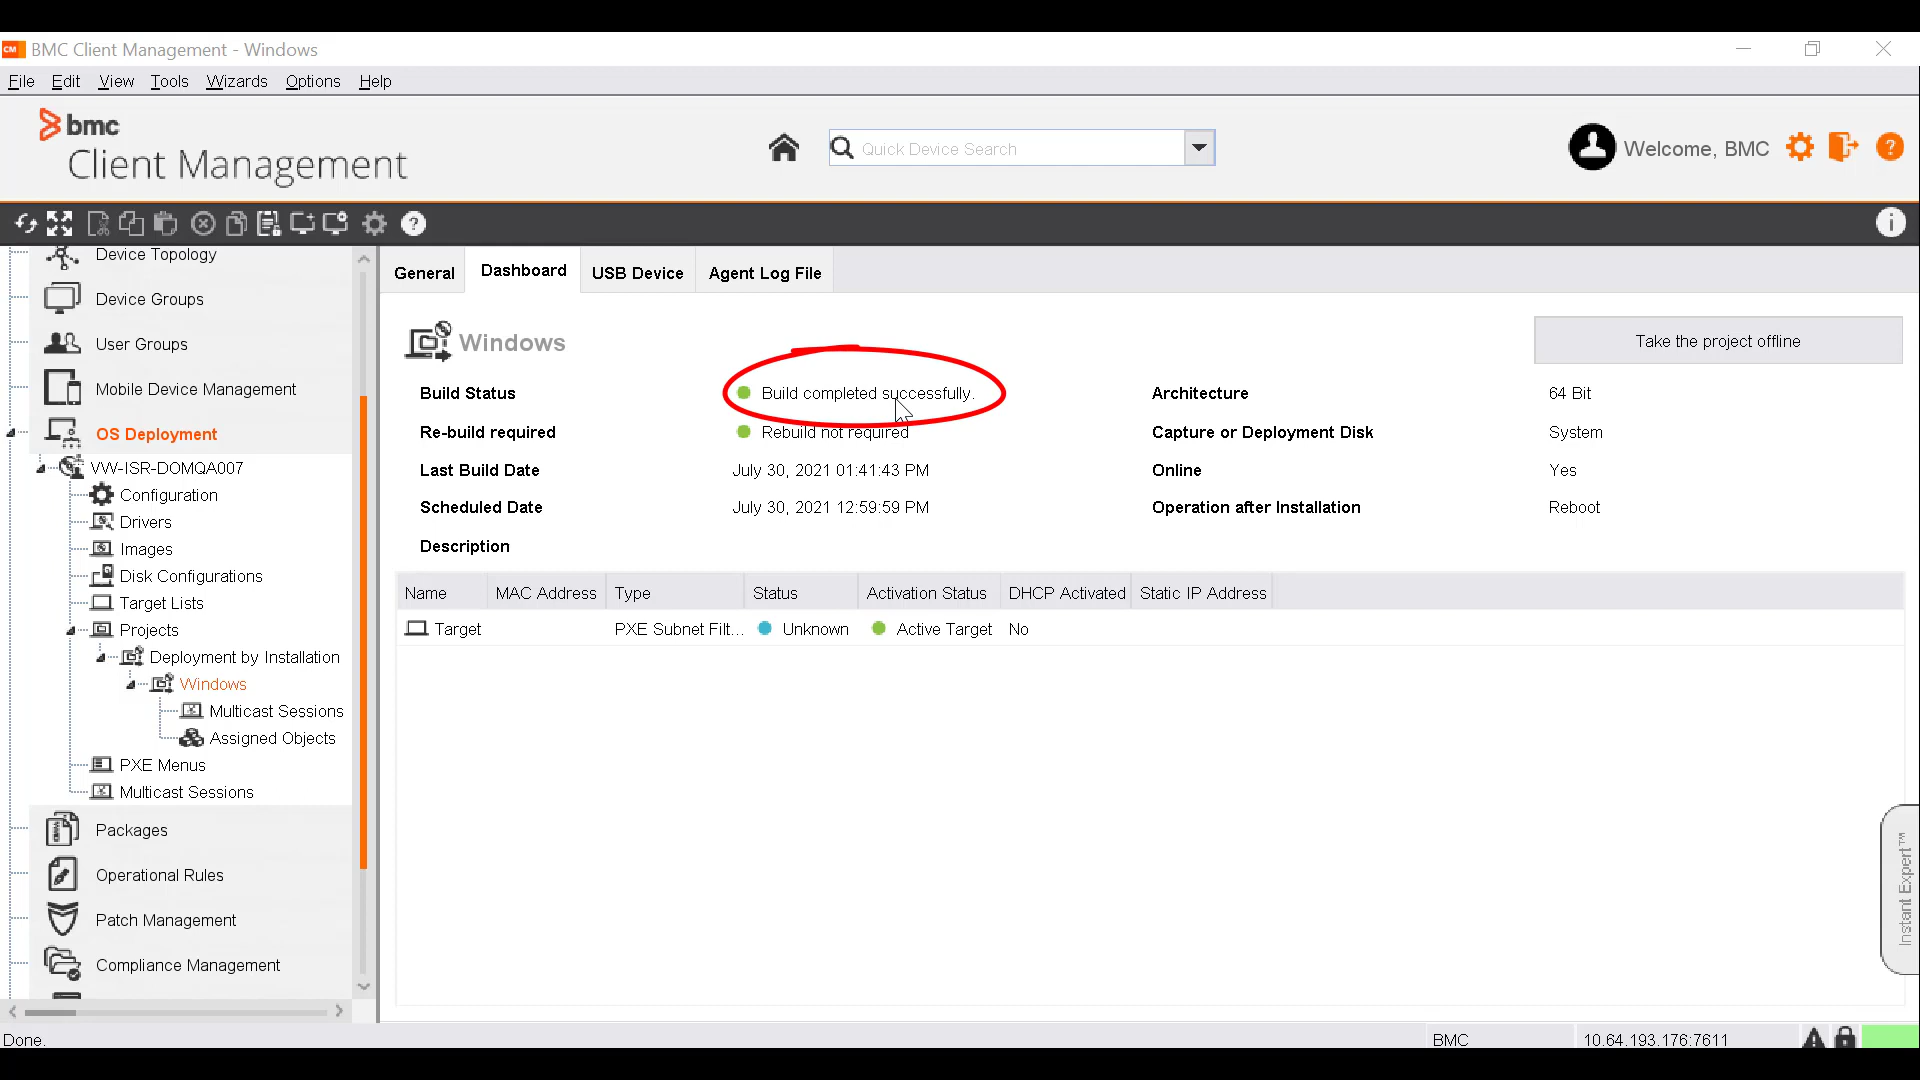 CM BMC Client Management - Windows
File Edit View Tools Wizards Options Help
bmc
Client Management
Quick Device Search
Welcome, BMC
Device Topology
Device Groups
User Groups
Mobile Device Management
OS Deployment
VW-ISR-DOMQA007
Configuration
Drivers
Images
Disk Configurations
Target Lists
Projects
Deployment by Installation
Windows
Multicast Sessions
Assigned Objects
PXE Menus
Multicast Sessions
Packages
Operational Rules
Patch Management
Compliance Management
General Dashboard USB Device Agent Log File
Windows
Take the project offline
Build Status Build completed successfully. Architecture 64 Bit
Re-build required Rebuild not required Capture or Deployment Disk System
Last Build Date July 30, 2021 01:41:43 PM Online Yes
Scheduled Date July 30, 2021 12:59:59 PM Operation after Installation Reboot
Description
Name MAC Address Type Status Activation Status DHCP Activated Static IP Address
Target PXE Subnet Filt... Unknown Active Target No
Instant Expert™
Done. BMC 10.64.193.176:7611